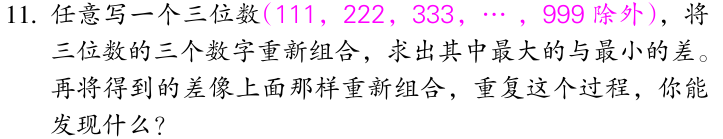 11. 任意写一个三位数(111，222，333，…，999 除外)，将
三位数的三个数字重新组合，求出其中最大的与最小的差。
再将得到的差像上面那样重新组合，重复这个过程，你能
发现什么？